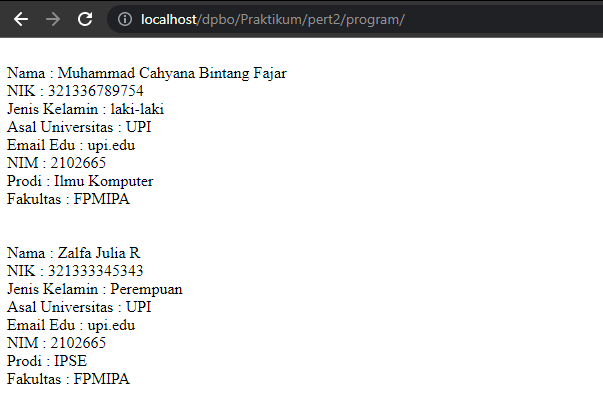 localhost/dpbo/Praktikum/pert2/program/
Nama : Muhammad Cahyana Bintang Fajar
NIK : 321336789754
Jenis Kelamin : laki-laki
Asal Universitas : UPI
Email Edu : upi.edu
NIM : 2102665
Prodi : Ilmu Komputer
Fakultas : FPMIPA
Nama : Zalfa Julia R
NIK : 321333345343
Jenis Kelamin : Perempuan
Asal Universitas : UPI
Email Edu : upi.edu
NIM : 2102665
Prodi : IPSE
Fakultas : FPMIPA